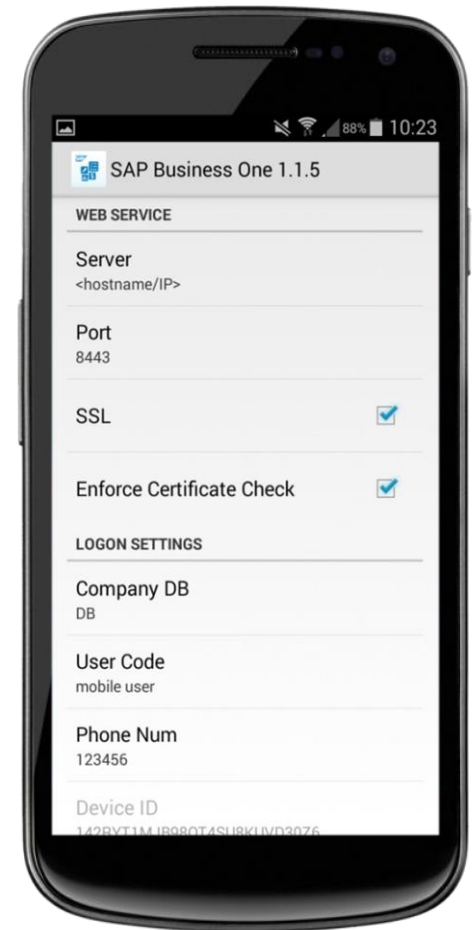 88% 10:23
SAP Business One 1.1.5
WEB SERVICE
Server
<hostname/IP>
Port
8443
SSL
Enforce Certificate Check
LOGON SETTINGS
Company DB
DB
User Code
mobile user
Phone Num
123456
Device ID